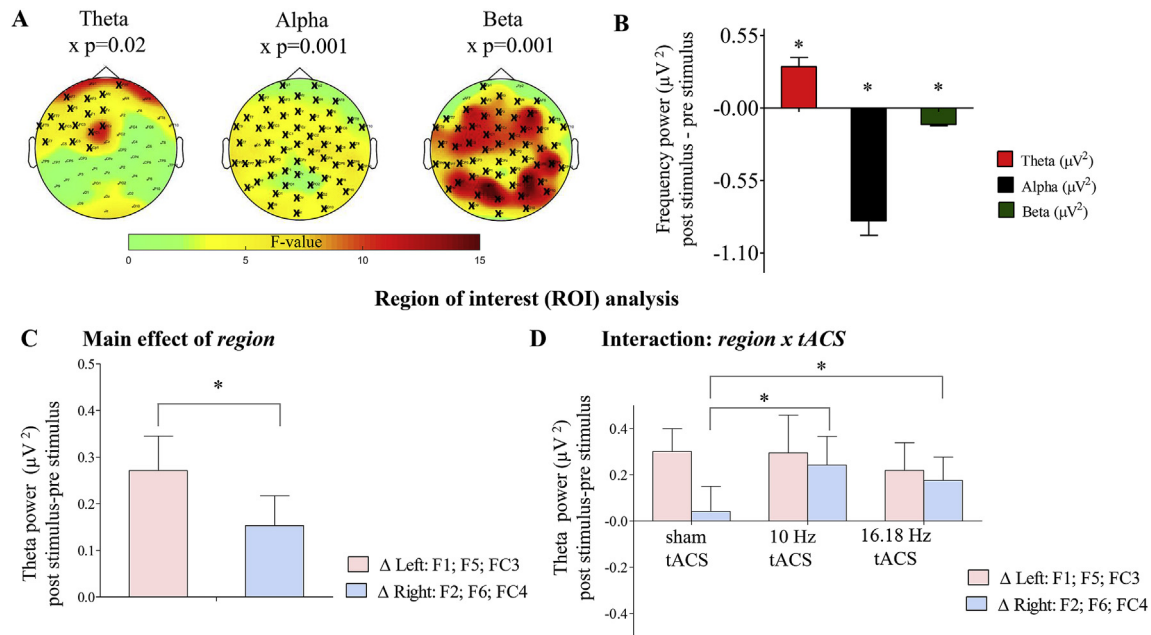 A
Theta
x p=0.02
Alpha
x p=0.001
Beta
x p=0.001
F-value
0
5
10
15
B
Frequency power (μV²)
post stimulus - pre stimulus
0.55
-0.00
-0.55
-1.10
*
*
*
Theta (μV²)
Alpha (μV²)
Beta (μV²)
Region of interest (ROI) analysis
C
Main effect of region
Theta power (μV²)
post stimulus-pre stimulus
0.5
0.4
0.3
0.2
0.1
0.0
*
Δ Left: F1; F5; FC3
Δ Right: F2; F6; FC4
D
Interaction: region x tACS
Theta power (μV²)
post stimulus-pre stimulus
0.4
0.2
-0.0
-0.2
-0.4
*
*
sham
tACS
10 Hz
tACS
16.18 Hz
tACS
Δ Left: F1; F5; FC3
Δ Right: F2; F6; FC4